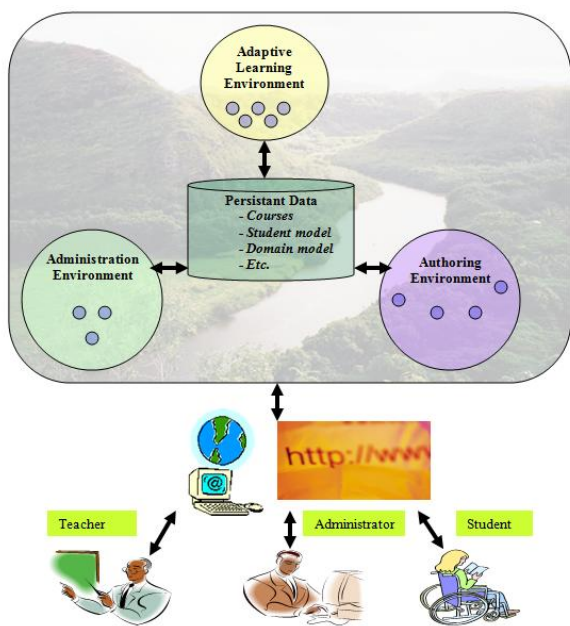 Adaptive
Learning
Environment
Persistant Data
- Courses
- Student model
- Domain model
- Etc.
Administration
Environment
Authoring
Environment
@
http://www
Teacher
Administrator
Student